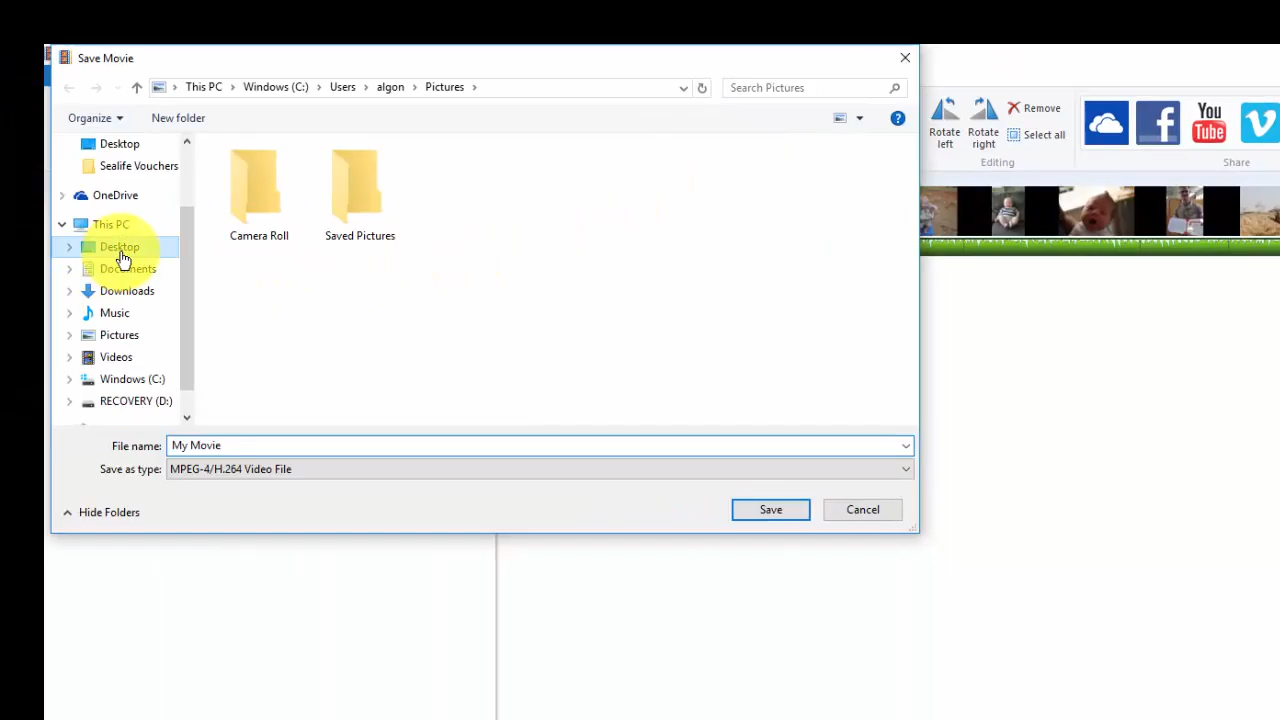 Save Movie
This PC > Windows (C:) > Users > algon > Pictures >
Search Pictures
Organize
New folder
Desktop
Sealife Vouchers
OneDrive
This PC
Desktop
Documents
Downloads
Music
Pictures
Videos
Windows (C:)
RECOVERY (D:)
Camera Roll
Saved Pictures
File name: My Movie
Save as type: MPEG-4/H.264 Video File
Hide Folders
Save
Cancel
Rotate left
Rotate right
Remove
Select all
Editing
You Tube
Share